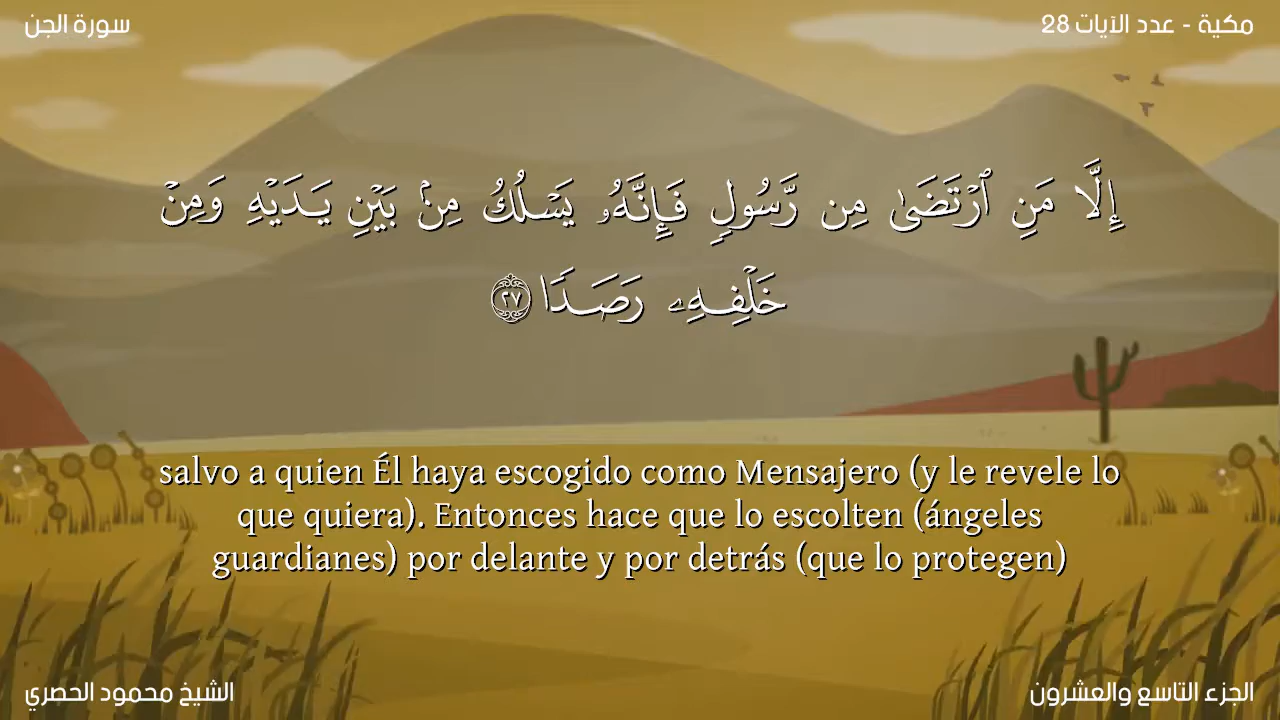 سورة الجن
مكية - عدد الآيات 28
إِلَّا مَنِ ٱرْتَضَىٰ مِن رَّسُولٍ فَإِنَّهُۥ يَسْلُكُ مِنۢ بَيْنِ يَدَيْهِ وَمِنْ
خَلْفِهِۦ رَصَدًا ٢٧
salvo a quien Él haya escogido como Mensajero (y le revele lo
que quiera). Entonces hace que lo escolten (ángeles
guardianes) por delante y por detrás (que lo protegen)
الشيخ محمود الحصري
الجزء التاسع والعشرون